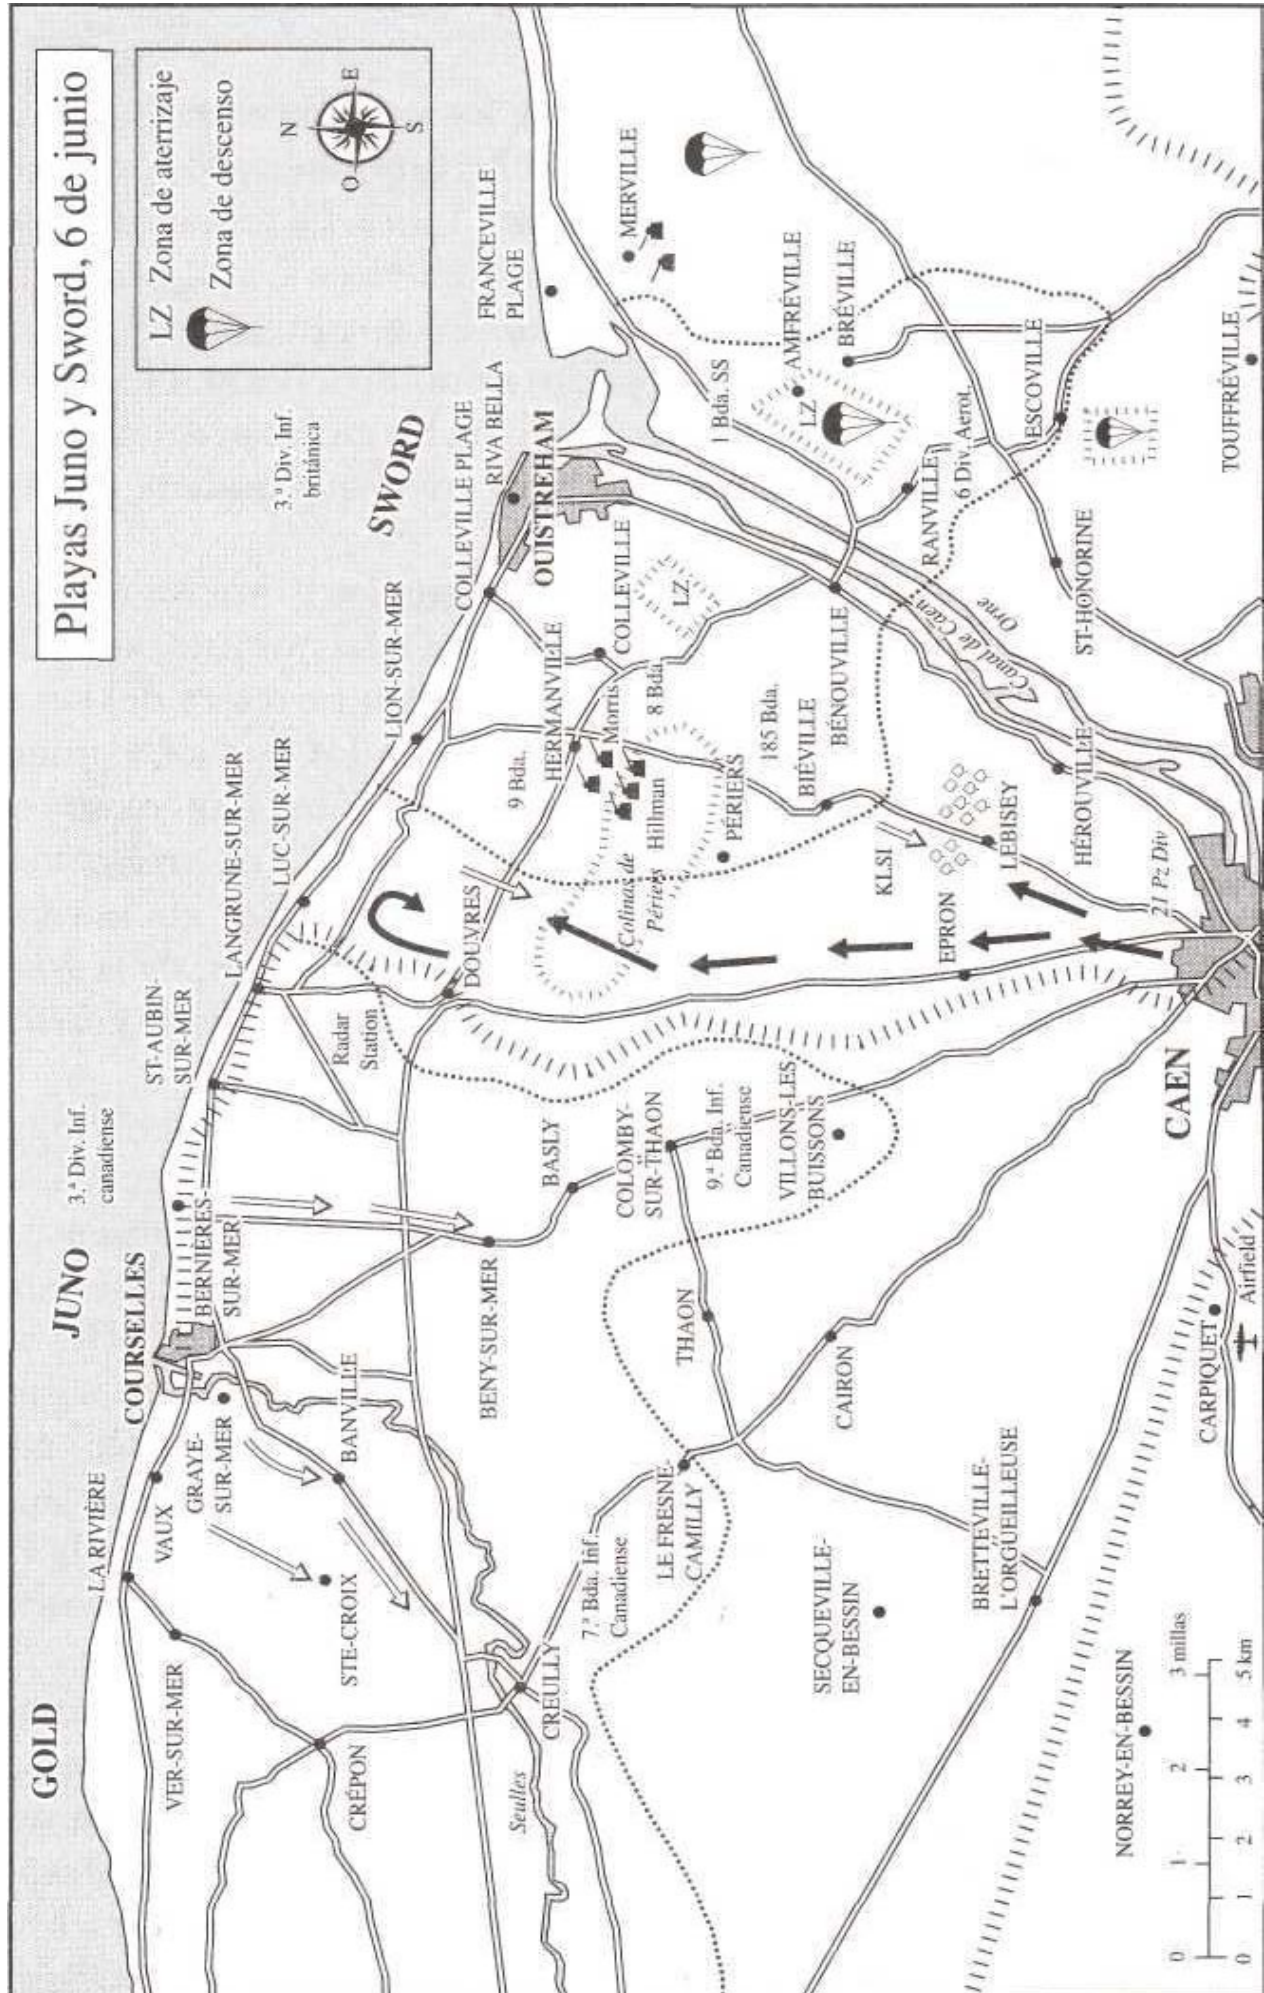 Playas Juno y Sword, 6 de junio
LZ Zona de aterrizaje
Zona de descenso
N
O
E
S
GOLD
JUNO
3.ª Div. Inf.
canadiense
SWORD
3.ª Div. Inf.
británica
LA RIVIÈRE
VAUX
VER-SUR-MER
CRÉPON
COURSELLES
GRAYE-
SUR-MER
BANVILLE
STE-CROIX
BERNIERES-
SUR-MER
ST-AUBIN-
SUR-MER
LANGRUNE-SUR-MER
LUC-SUR-MER
LION-SUR-MER
COLLEVILLE PLAGE
RIVA BELLA
OUISTREHAM
FRANCEVILLE
PLAGE
MERVILLE
Radar
Station
DOUVRES
9 Bda.
HERMANVILLE
COLLEVILLE
LZ
Morris
8 Bda.
Hillman
Colinas de
Périers
PÉRIERS
185 Bda.
BIÉVILLE
BÉNOUVILLE
1 Bda. SS
LZ
AMFRÉVILLE
BRÉVILLE
RANVILLE
6 Div. Aerot.
ESCOVILLE
TOUFFRÉVILLE
ST-HONORINE
Canal de Caen
Orne
KLSI
LEBISEY
HÉROUVILLE
21 Pz Div
EPRON
CAEN
BENY-SUR-MER
BASLY
COLOMBY-
SUR-THAON
9.ª Bda. Inf.
Canadiense
VILLONS-LES
BUISSONS
THAON
CAIRON
Seulles
CREULLY
7.ª Bda. Inf.
Canadiense
LE FRESNE-
CAMILLY
SECQUEVILLE-
EN-BESSIN
BRETTEVILLE-
L'ORGUEILLEUSE
NORREY-EN-BESSIN
CARPIQUET
Airfield
0 1 2 3 millas
0 1 2 3 4 5 km